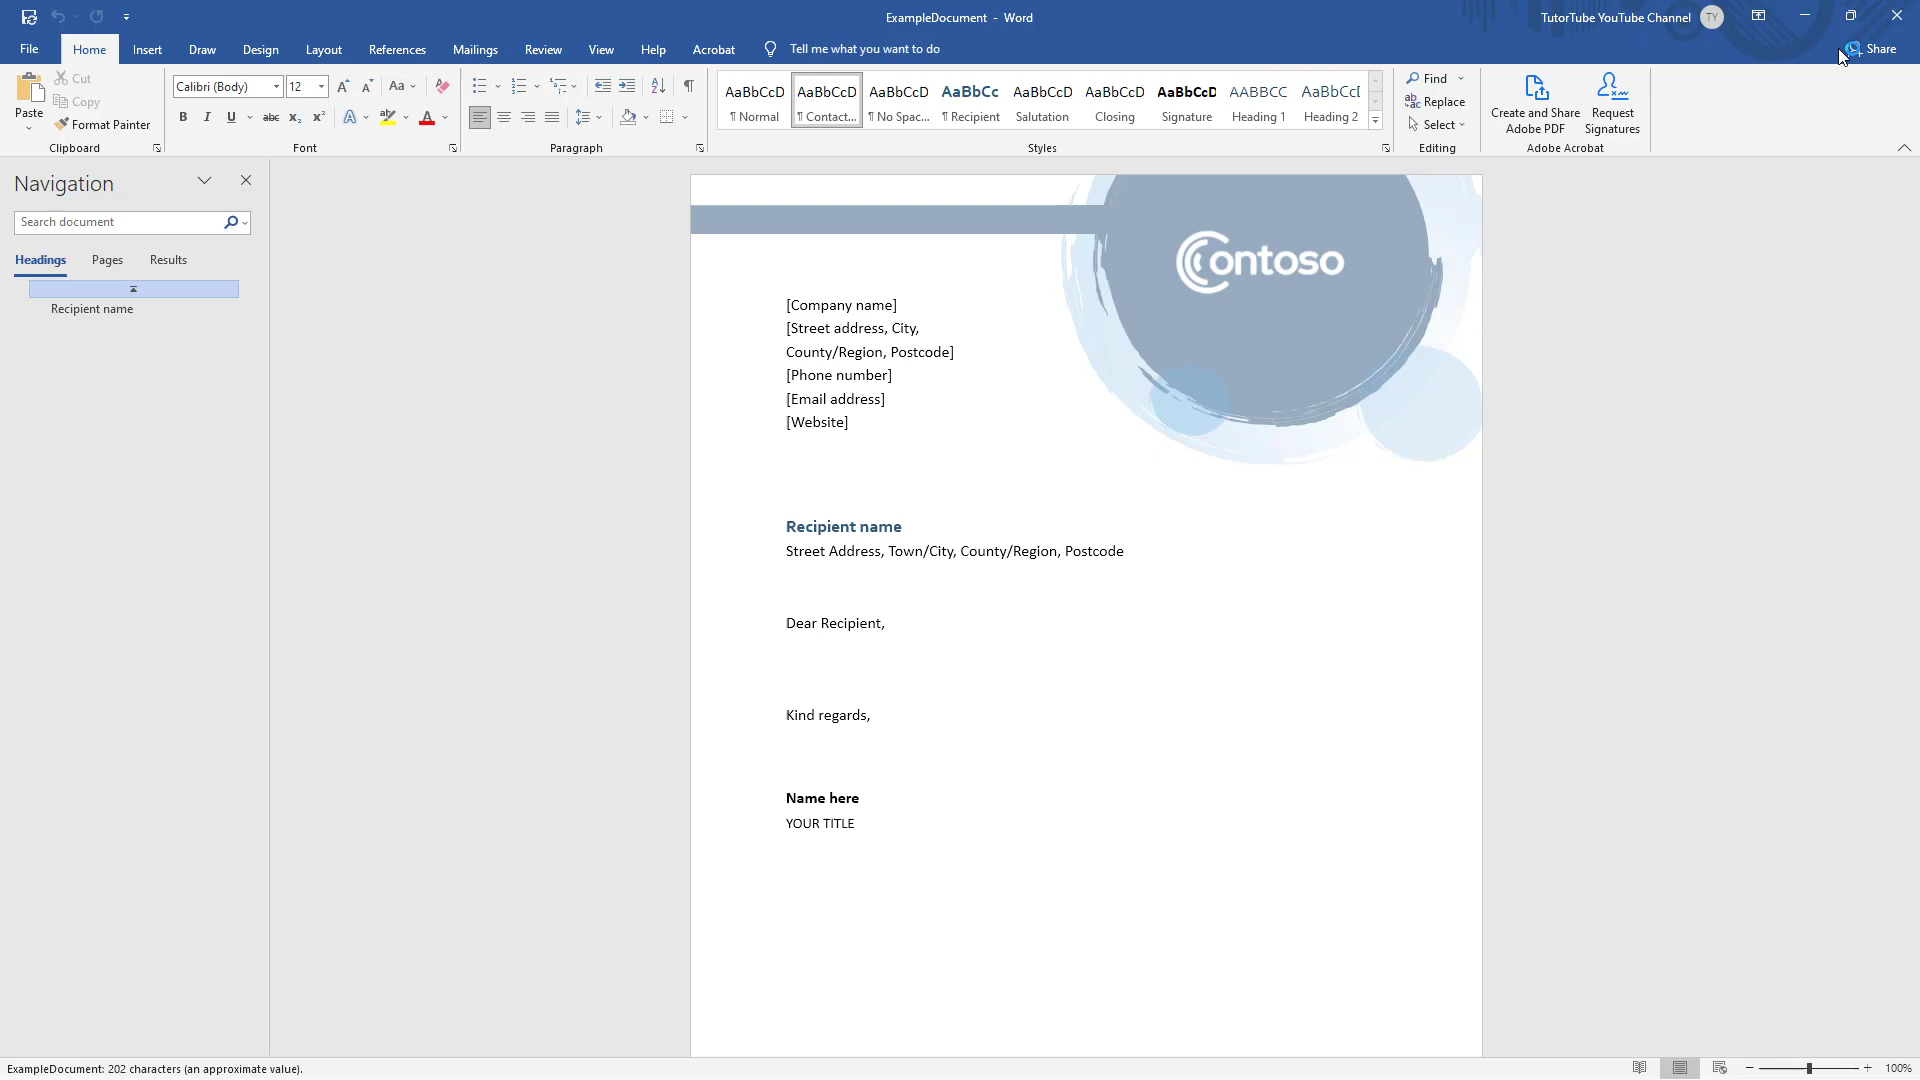 ExampleDocument - Word
TutorTube YouTube Channel
TY
File
Home
Insert
Draw
Design
Layout
References
Mailings
Review
View
Help
Acrobat
Tell me what you want to do
Share
Paste
Cut
Copy
Format Painter
Clipboard
Calibri (Body)
12
Aa
B I U abc x₂ x² A A
Font
Paragraph
AaBbCcD
¶ Normal
AaBbCcD
¶ Contact...
AaBbCcD
¶ No Spac...
AaBbCc
¶ Recipient
AaBbCcD
Salutation
AaBbCcD
Closing
AaBbCcD
Signature
AABBCC
Heading 1
AaBbCcD
Heading 2
Styles
Find
Replace
Select
Editing
Create and Share
Adobe PDF
Request
Signatures
Adobe Acrobat
Navigation
Search document
Headings
Pages
Results
Recipient name
Contoso
[Company name]
[Street address, City,
County/Region, Postcode]
[Phone number]
[Email address]
[Website]
Recipient name
Street Address, Town/City, County/Region, Postcode
Dear Recipient,
Kind regards,
Name here
YOUR TITLE
ExampleDocument: 202 characters (an approximate value).
100%